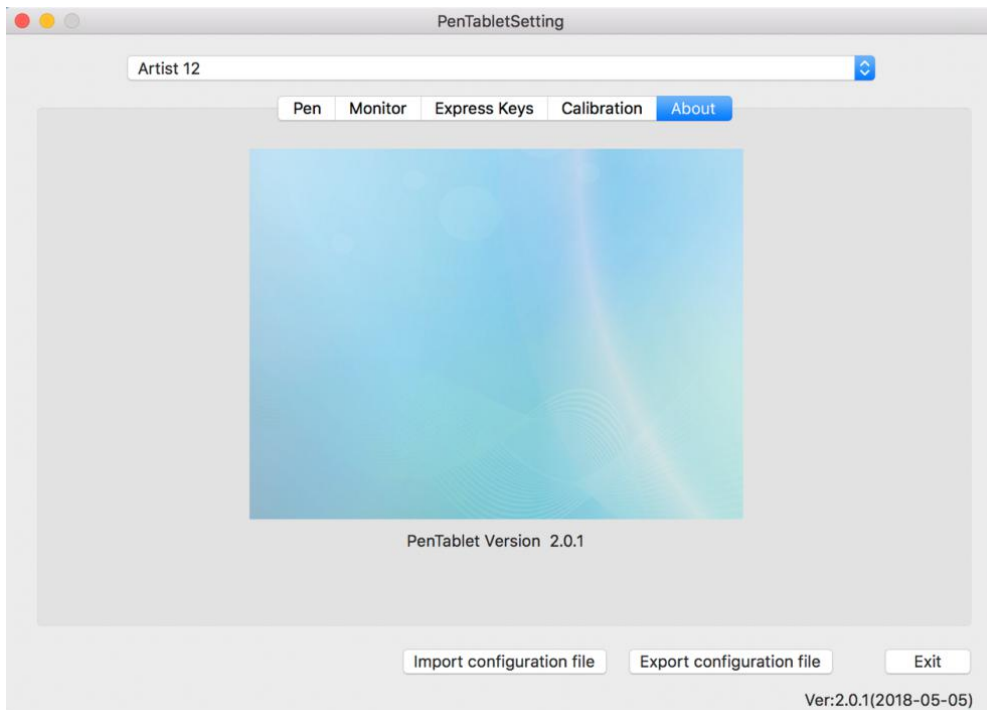 PenTabletSetting
Artist 12
Pen Monitor Express Keys Calibration About
PenTablet Version 2.0.1
Import configuration file Export configuration file Exit
Ver:2.0.1(2018-05-05)